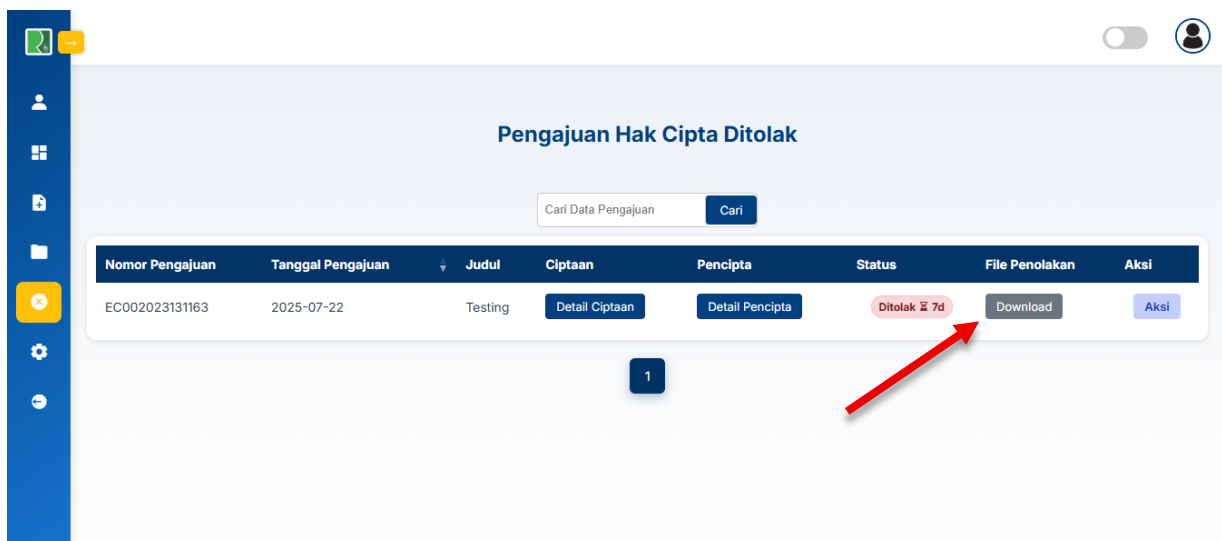 Pengajuan Hak Cipta Ditolak
Cari Data Pengajuan Cari
Nomor Pengajuan Tanggal Pengajuan Judul Ciptaan Pencipta Status File Penolakan Aksi
EC002023131163 2025-07-22 Testing Detail Ciptaan Detail Pencipta Ditolak ⏳ 7d Download Aksi
1